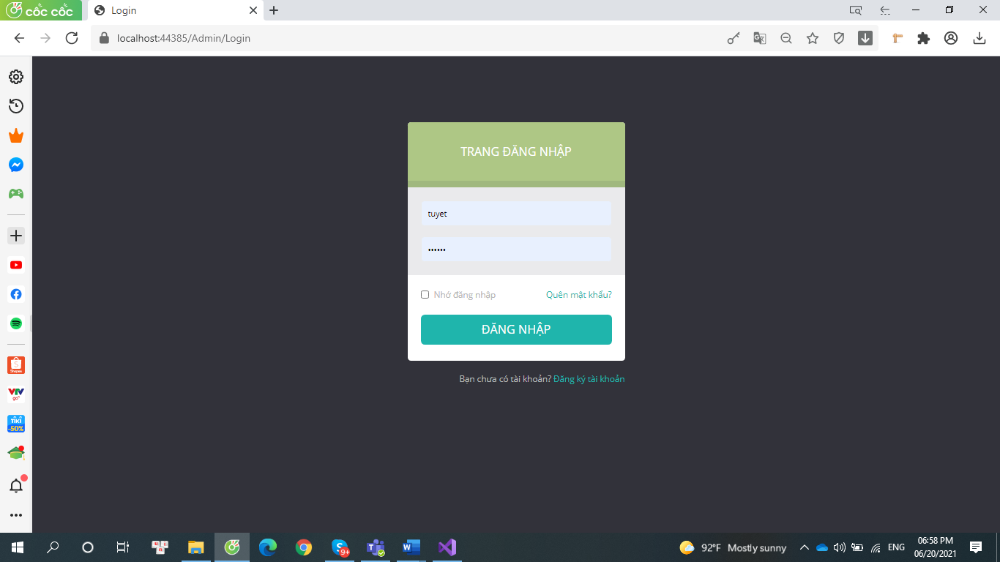 cốc cốc
Login
localhost:44385/Admin/Login
TRANG ĐĂNG NHẬP
tuyet
••••••
Nhớ đăng nhập
Quên mật khẩu?
ĐĂNG NHẬP
Bạn chưa có tài khoản? Đăng ký tài khoản
Shopee
VTV
go
TIKI
-50%
9+
92°F Mostly sunny
ENG
06:58 PM
06/20/2021